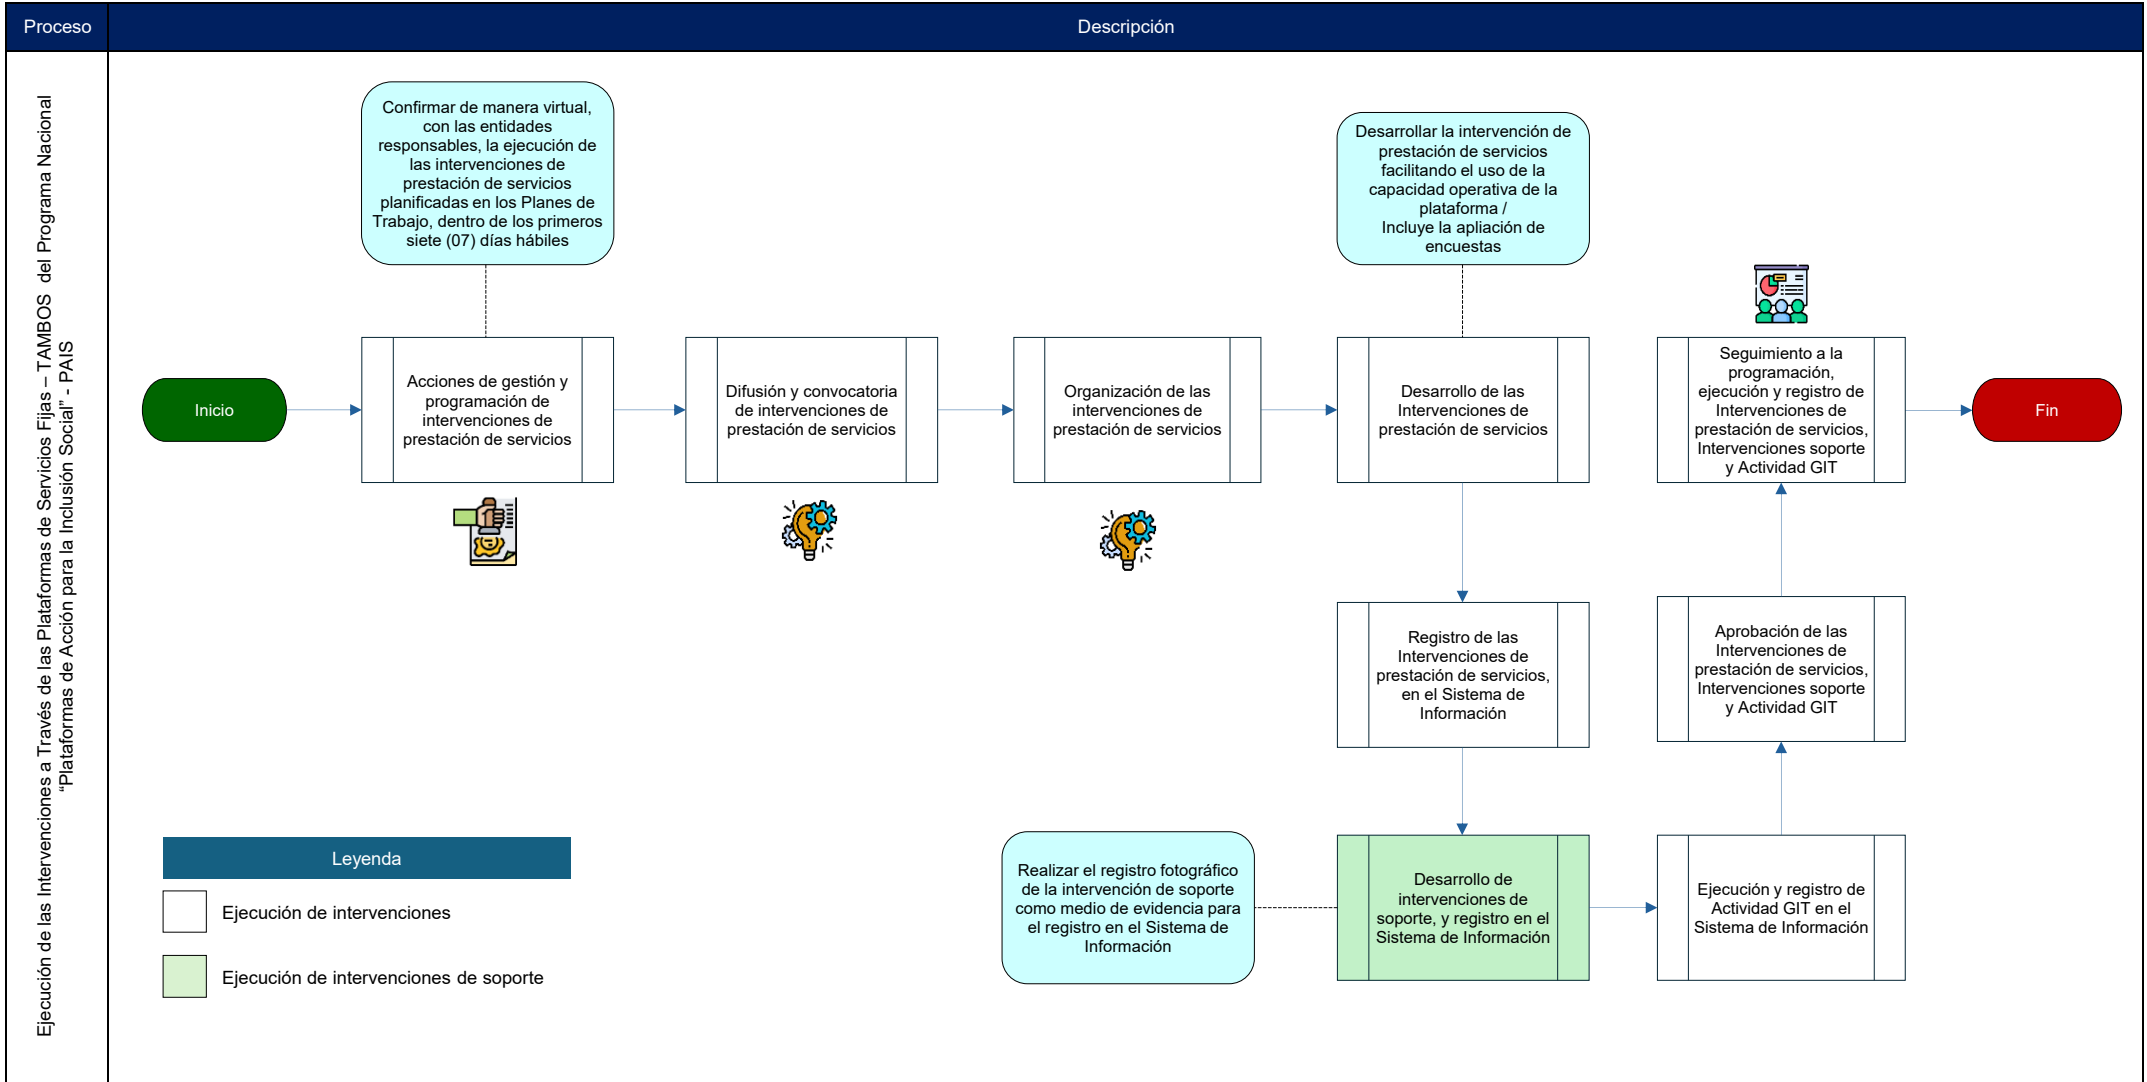 Proceso
Descripción
Ejecución de las Intervenciones a Través de las Plataformas de Servicios Fijas – TAMBOS  del Programa Nacional
“Plataformas de Acción para la Inclusión Social” - PAIS
Confirmar de manera virtual,
con las entidades
responsables, la ejecución de
las intervenciones de
prestación de servicios
planificadas en los Planes de
Trabajo, dentro de los primeros
siete (07) días hábiles
Desarrollar la intervención de
prestación de servicios
facilitando el uso de la
capacidad operativa de la
plataforma /
Incluye la apliación de
encuestas
Inicio
Acciones de gestión y
programación de
intervenciones de
prestación de servicios
Difusión y convocatoria
de intervenciones de
prestación de servicios
Organización de las
intervenciones de
prestación de servicios
Desarrollo de las
Intervenciones de
prestación de servicios
Seguimiento a la
programación,
ejecución y registro de
Intervenciones de
prestación de servicios,
Intervenciones soporte
y Actividad GIT
Fin
Registro de las
Intervenciones de
prestación de servicios,
en el Sistema de
Información
Aprobación de las
Intervenciones de
prestación de servicios,
Intervenciones soporte
y Actividad GIT
Leyenda
Ejecución de intervenciones
Ejecución de intervenciones de soporte
Realizar el registro fotográfico
de la intervención de soporte
como medio de evidencia para
el registro en el Sistema de
Información
Desarrollo de
intervenciones de
soporte, y registro en el
Sistema de Información
Ejecución y registro de
Actividad GIT en el
Sistema de Información